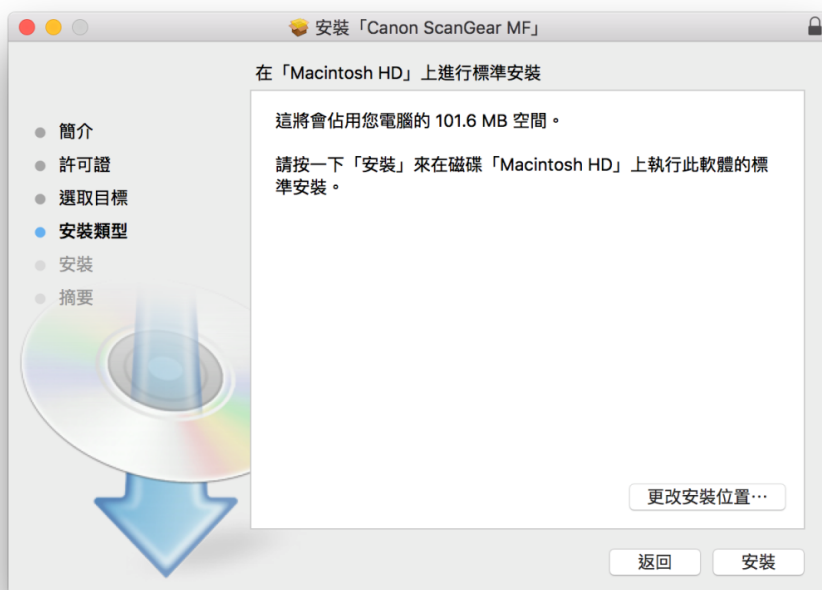 安裝「Canon ScanGear MF」
在「Macintosh HD」上進行標準安裝
簡介
許可證
選取目標
安裝類型
安裝
摘要
這將會佔用您電腦的 101.6 MB 空間。
請按一下「安裝」來在磁碟「Macintosh HD」上執行此軟體的標
準安裝。
更改安裝位置⋯
返回
安裝